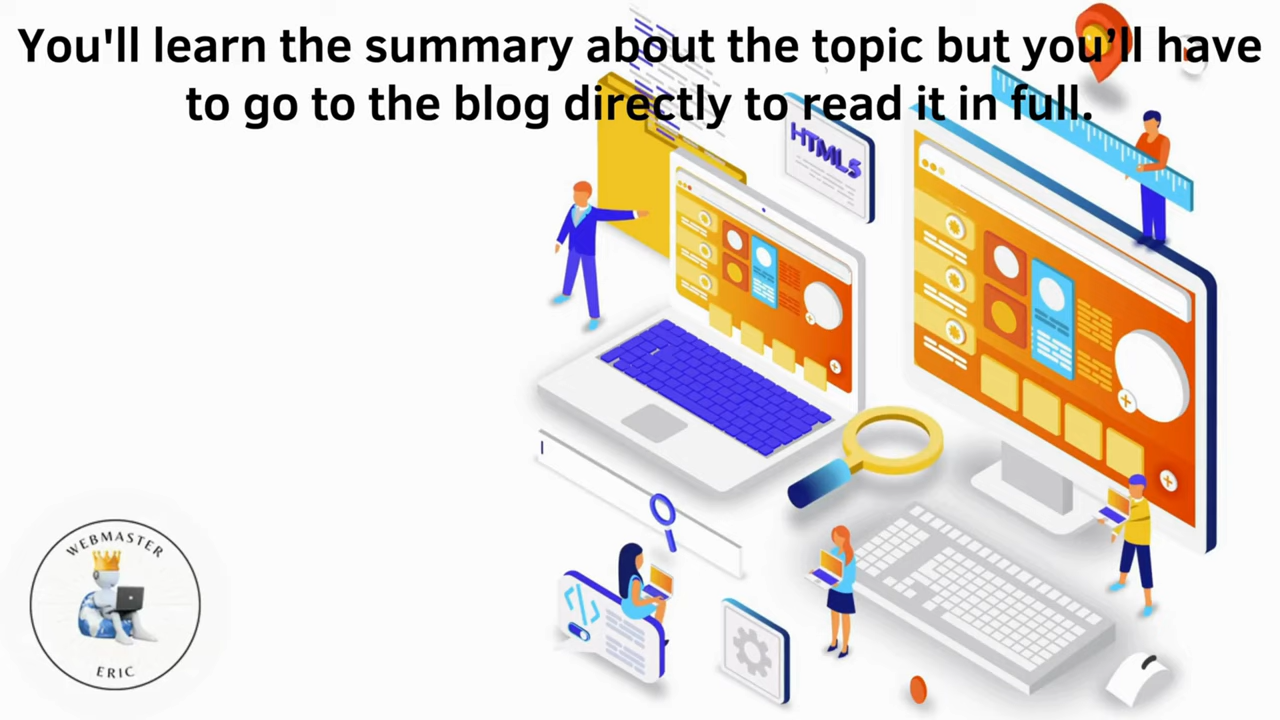 You'll learn the summary about the topic but you’ll have
to go to the blog directly to read it in full.
HTML5
</>
WEBMASTER
ERIC